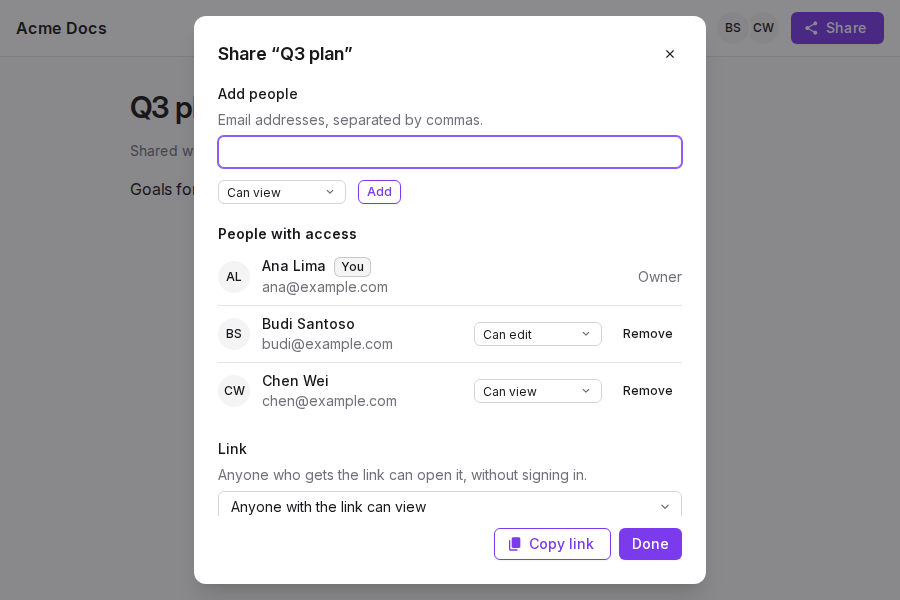 Acme Docs
BS CW Share
Q3 pl
Shared w
Goals for
Share “Q3 plan”
Add people
Email addresses, separated by commas.
Can view Add
People with access
AL Ana Lima You
ana@example.com
Owner
BS Budi Santoso
budi@example.com
Can edit Remove
CW Chen Wei
chen@example.com
Can view Remove
Link
Anyone who gets the link can open it, without signing in.
Anyone with the link can view
Copy link Done